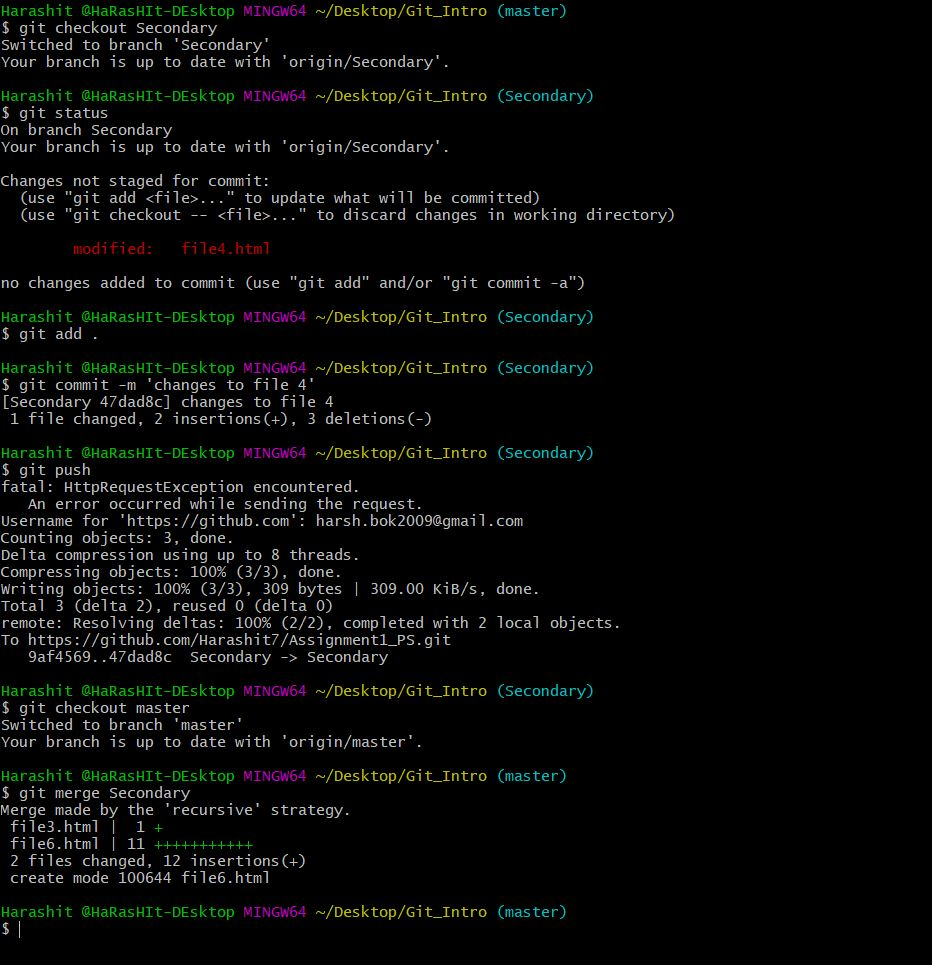 Harashit @HaRasHIt-DEsktop MINGW64 ~/Desktop/Git_Intro (master)
$ git checkout Secondary
Switched to branch 'Secondary'
Your branch is up to date with 'origin/Secondary'.
Harashit @HaRasHIt-DEsktop MINGW64 ~/Desktop/Git_Intro (Secondary)
$ git status
On branch Secondary
Your branch is up to date with 'origin/Secondary'.
Changes not staged for commit:
  (use "git add <file>..." to update what will be committed)
  (use "git checkout -- <file>..." to discard changes in working directory)
        modified:   file4.html
no changes added to commit (use "git add" and/or "git commit -a")
Harashit @HaRasHIt-DEsktop MINGW64 ~/Desktop/Git_Intro (Secondary)
$ git add .
Harashit @HaRasHIt-DEsktop MINGW64 ~/Desktop/Git_Intro (Secondary)
$ git commit -m 'changes to file 4'
[Secondary 47dad8c] changes to file 4
 1 file changed, 2 insertions(+), 3 deletions(-)
Harashit @HaRasHIt-DEsktop MINGW64 ~/Desktop/Git_Intro (Secondary)
$ git push
fatal: HttpRequestException encountered.
   An error occurred while sending the request.
Username for 'https://github.com': harsh.bok2009@gmail.com
Counting objects: 3, done.
Delta compression using up to 8 threads.
Compressing objects: 100% (3/3), done.
Writing objects: 100% (3/3), 309 bytes | 309.00 KiB/s, done.
Total 3 (delta 2), reused 0 (delta 0)
remote: Resolving deltas: 100% (2/2), completed with 2 local objects.
To https://github.com/Harashit7/Assignment1_PS.git
   9af4569..47dad8c  Secondary -> Secondary
Harashit @HaRasHIt-DEsktop MINGW64 ~/Desktop/Git_Intro (Secondary)
$ git checkout master
Switched to branch 'master'
Your branch is up to date with 'origin/master'.
Harashit @HaRasHIt-DEsktop MINGW64 ~/Desktop/Git_Intro (master)
$ git merge Secondary
Merge made by the 'recursive' strategy.
 file3.html |  1 +
 file6.html | 11 +++++++++++
 2 files changed, 12 insertions(+)
 create mode 100644 file6.html
Harashit @HaRasHIt-DEsktop MINGW64 ~/Desktop/Git_Intro (master)
$